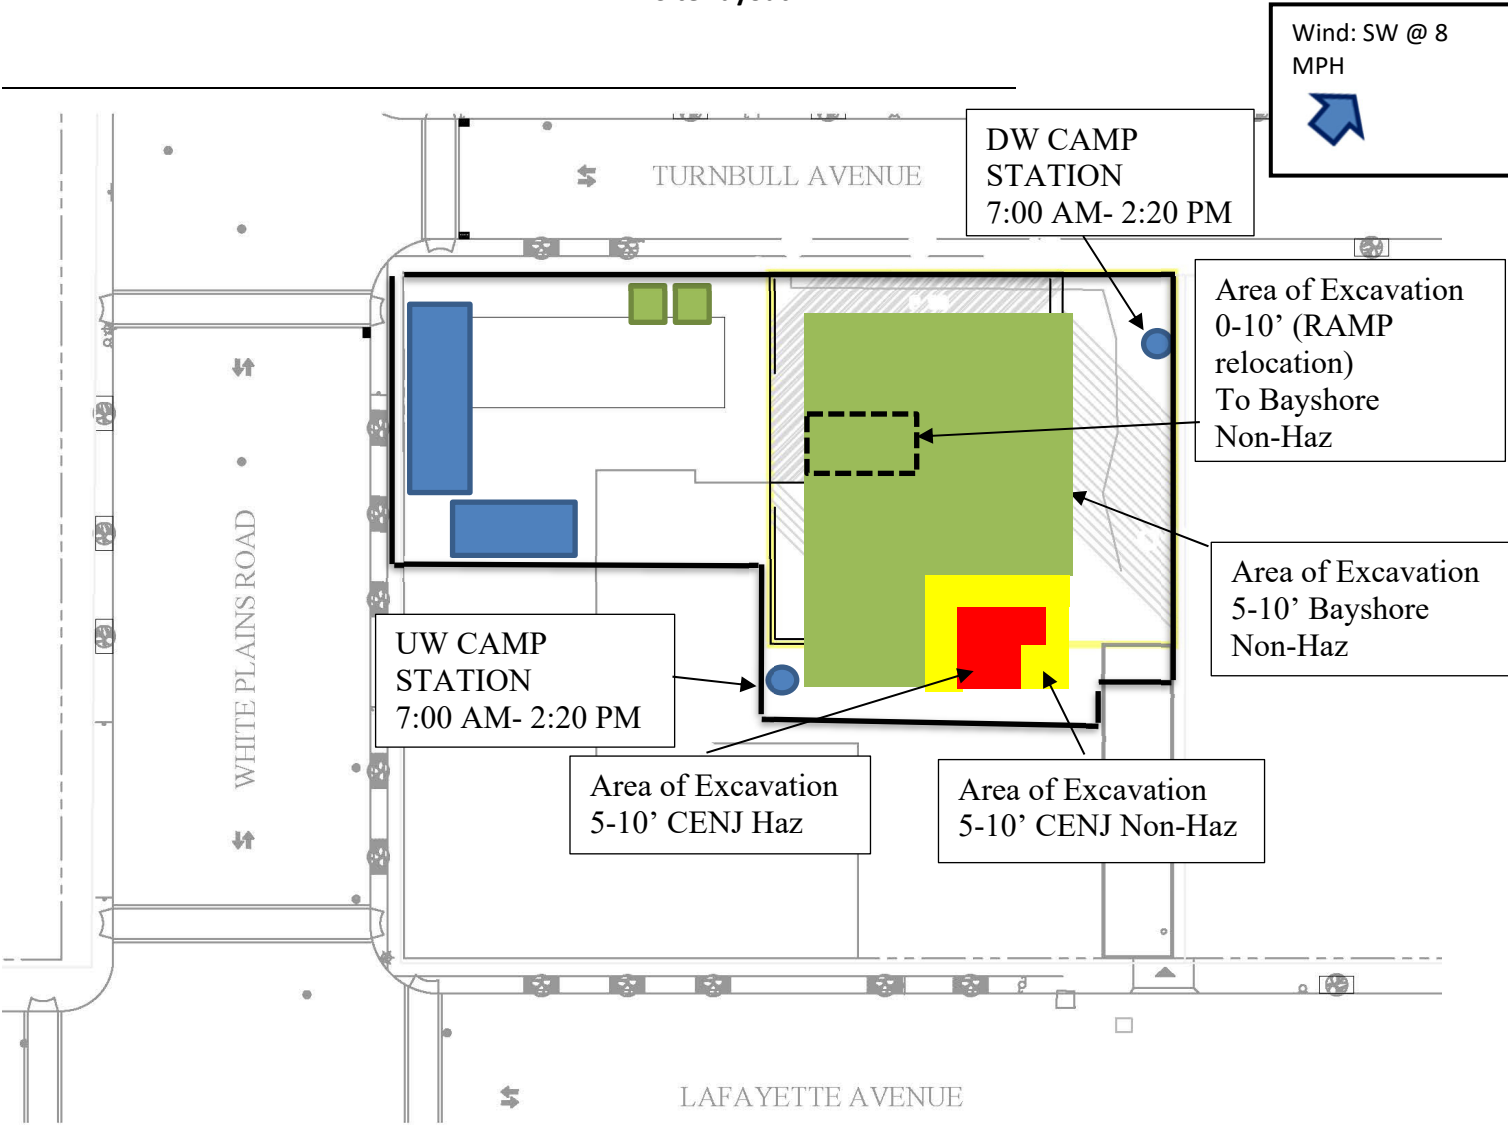 Wind: SW @ 8
MPH
DW CAMP
STATION
7:00 AM- 2:20 PM
TURNBULL AVENUE
Area of Excavation
0-10’ (RAMP
relocation)
To Bayshore
Non-Haz
Area of Excavation
5-10’ Bayshore
Non-Haz
WHITE PLAINS ROAD
UW CAMP
STATION
7:00 AM- 2:20 PM
Area of Excavation
5-10’ CENJ Haz
Area of Excavation
5-10’ CENJ Non-Haz
LAFAYETTE AVENUE